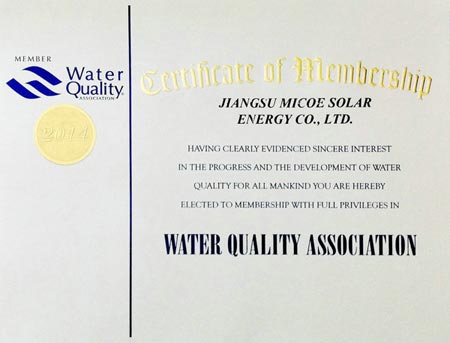 MEMBER
Water
Quality
ASSOCIATION
2014
Certificate of Membership
JIANGSU MICOE SOLAR
ENERGY CO., LTD.
HAVING CLEARLY EVIDENCED SINCERE INTEREST
IN THE PROGRESS AND THE DEVELOPMENT OF WATER
QUALITY FOR ALL MANKIND YOU ARE HEREBY
ELECTED TO MEMBERSHIP WITH FULL PRIVILEGES IN
WATER QUALITY ASSOCIATION